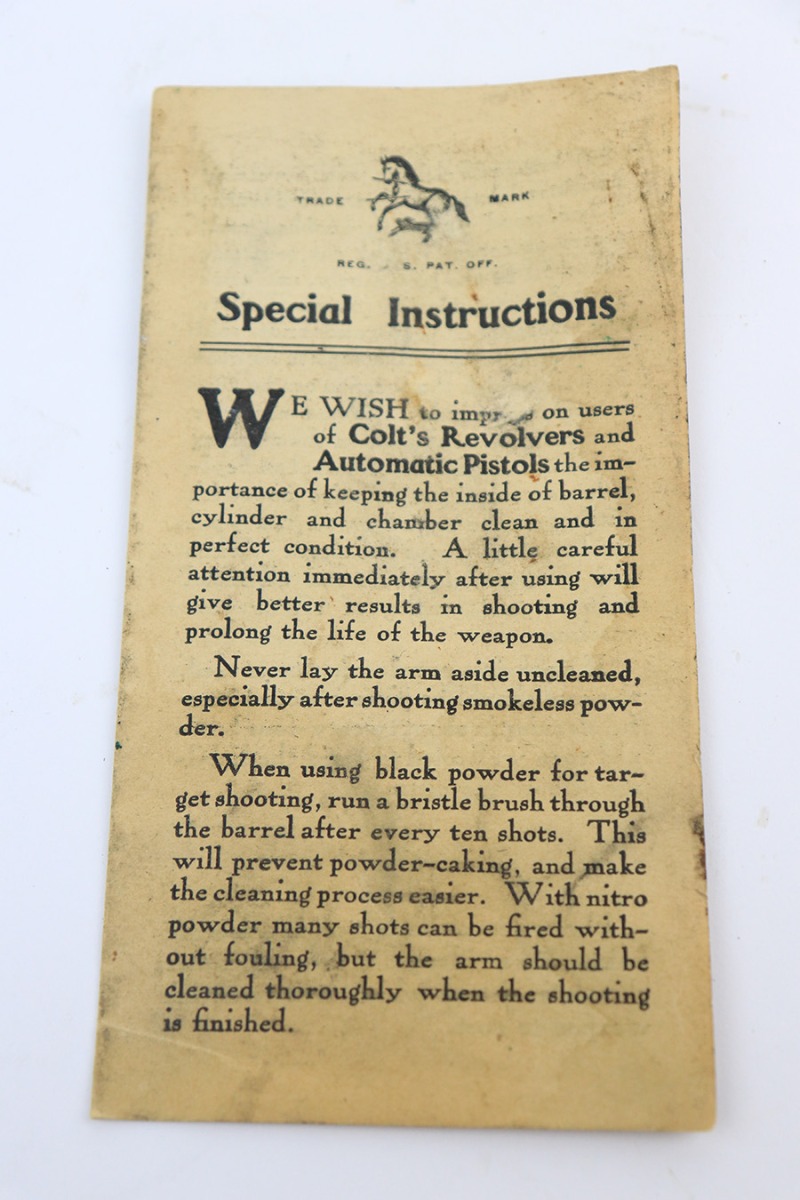 TRADE MARK
REG. S. PAT. OFF.
Special Instructions
WE WISH to on users
of Colt's Revolvers and
Automatic Pistols the im-
portance of keeping the inside of barrel,
cylinder and chamber clean and in
perfect condition. A little careful
attention immediately after using will
give better results in shooting and
prolong the life of the weapon.
Never lay the arm aside uncleaned,
especially after shooting smokeless pow-
der.
When using black powder for tar-
get shooting, run a bristle brush through
the barrel after every ten shots. This
will prevent powder-caking, and make
the cleaning process easier. With nitro
powder many shots can be fired with-
out fouling, but the arm should be
cleaned thoroughly when the shooting
is finished.